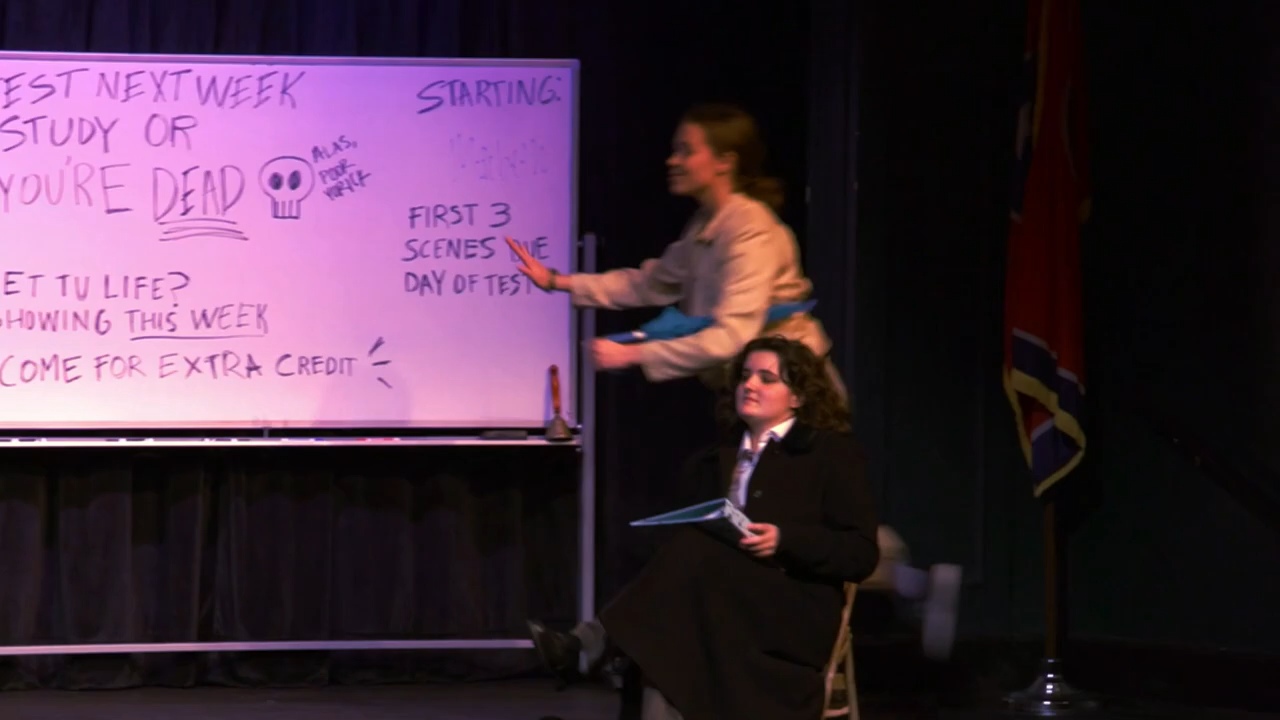 EST NEXT WEEK
STUDY OR
YOU'RE DEAD
ALAS,
POOR
YORICK
ET TU LIFE?
SHOWING THIS WEEK
COME FOR EXTRA CREDIT
STARTING:
FIRST 3
SCENES DUE
DAY OF TEST